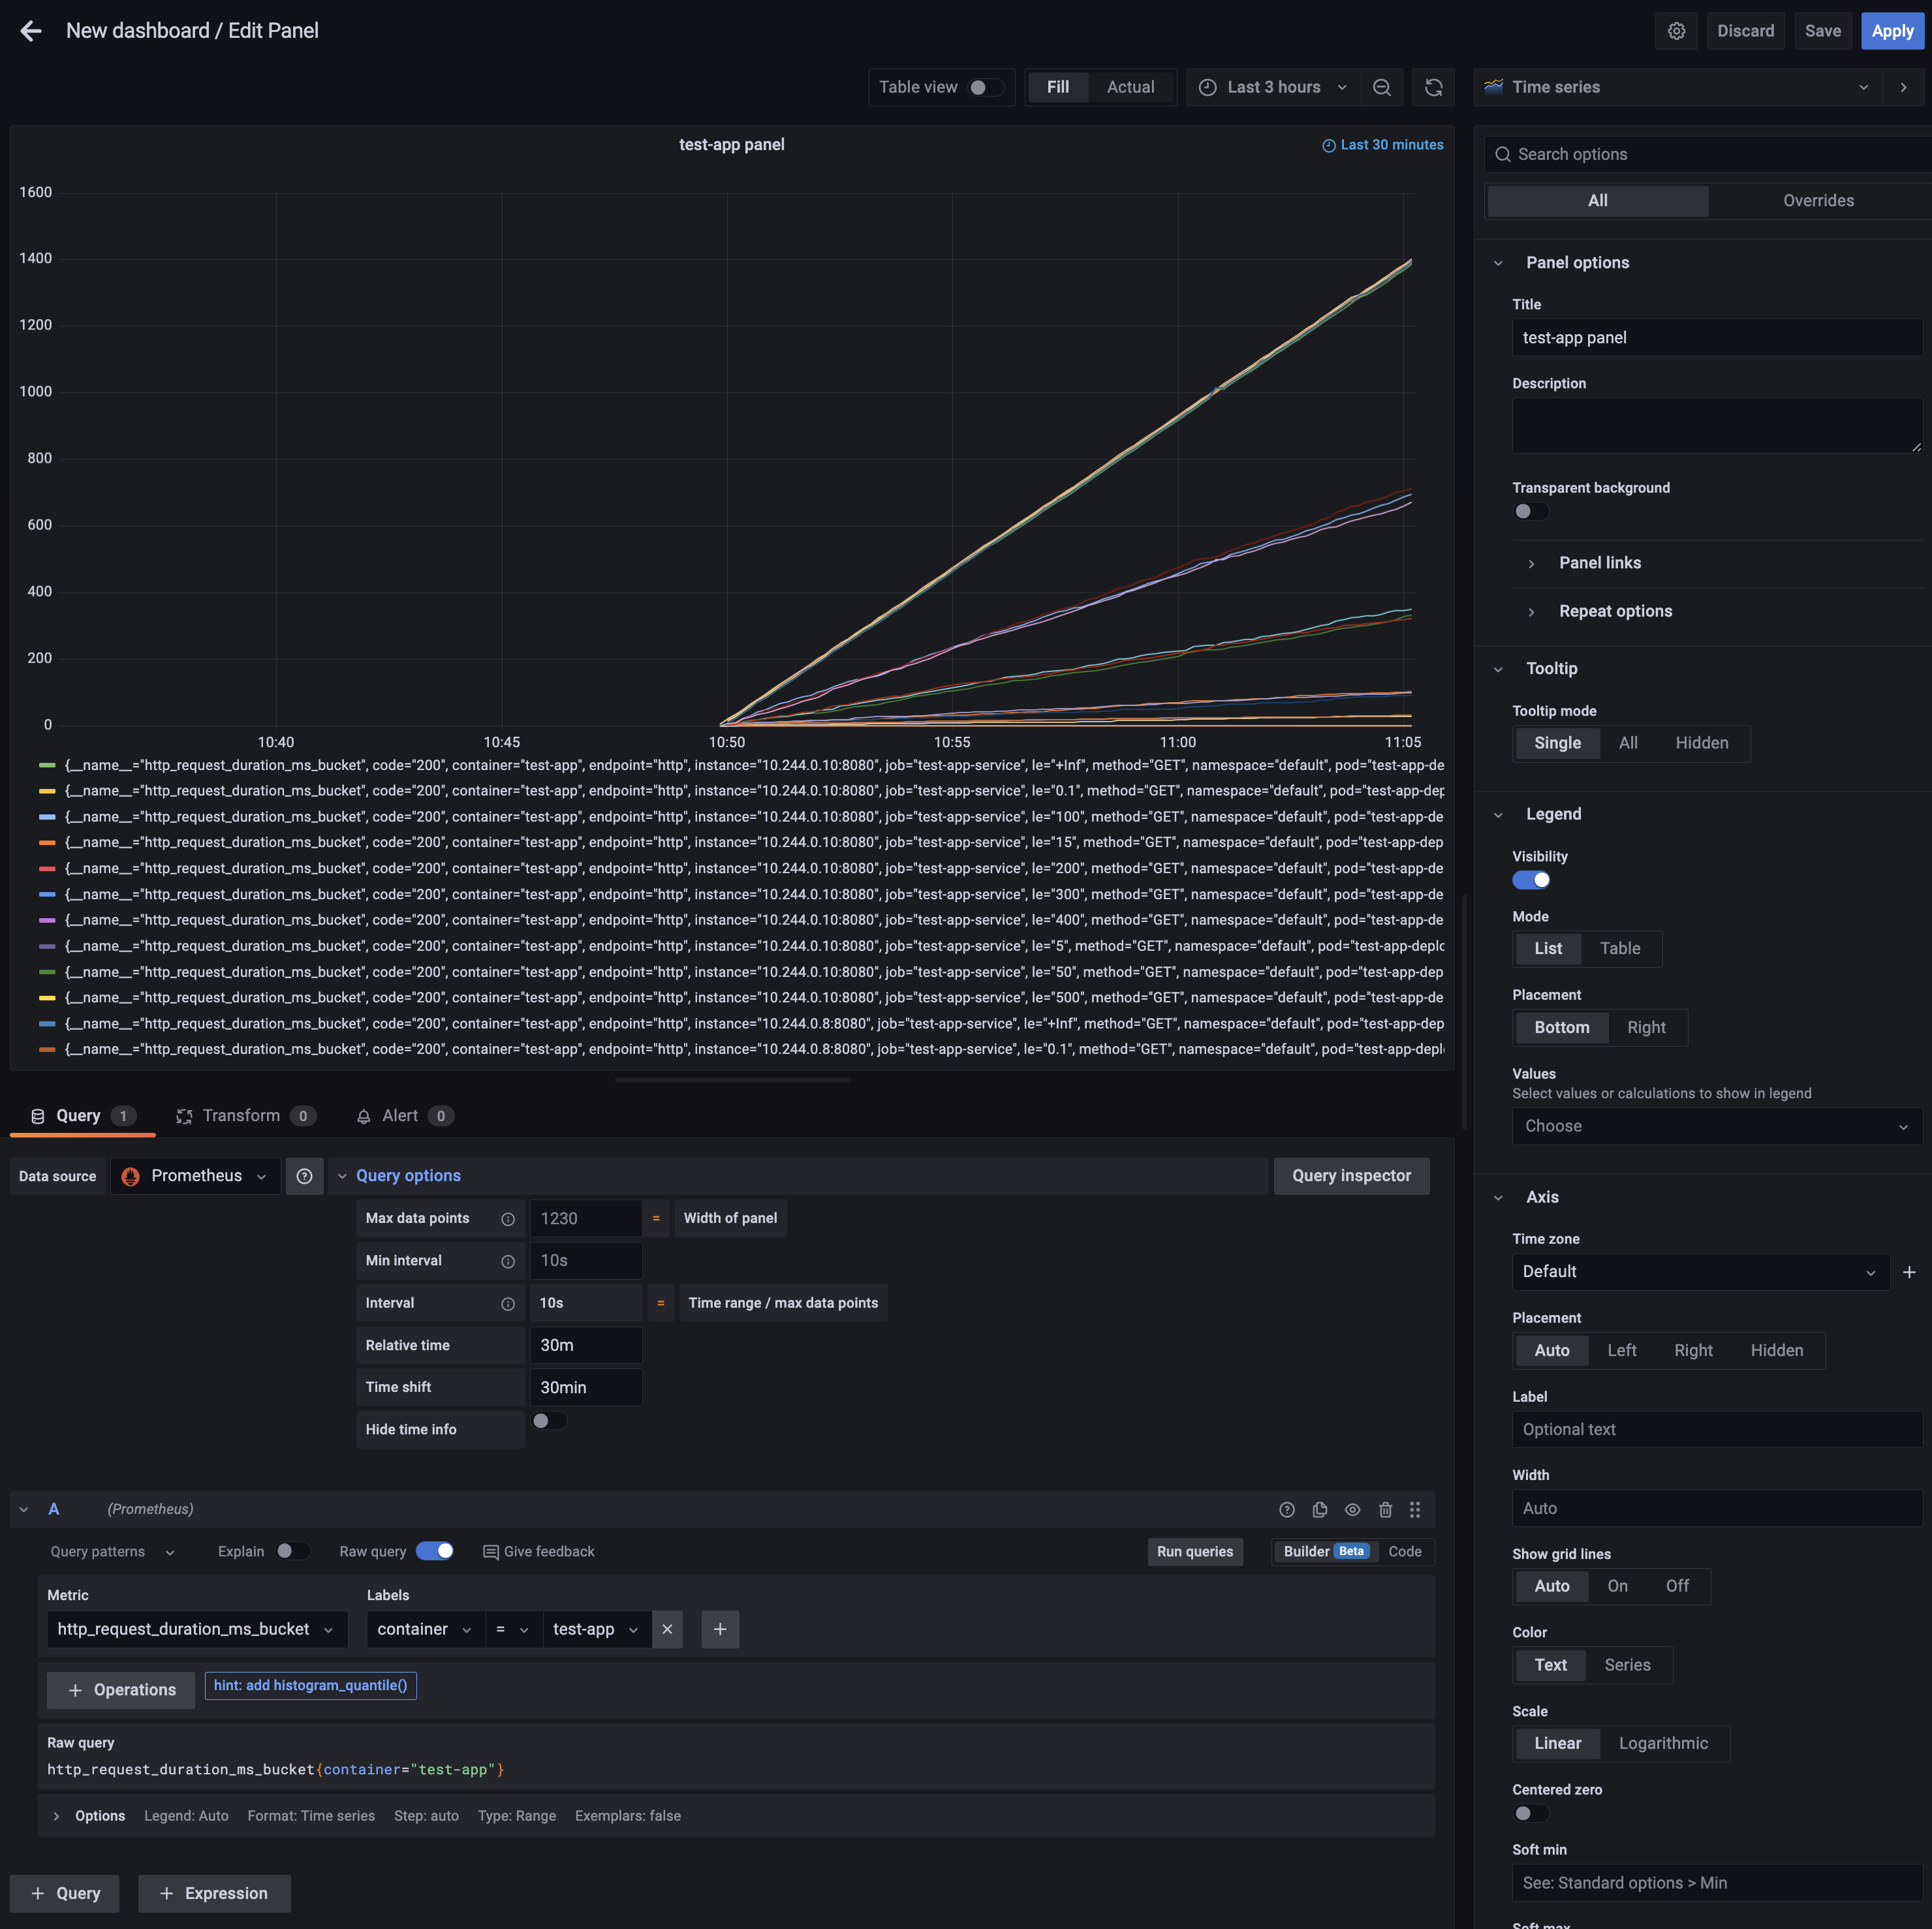 New dashboard / Edit Panel
Discard
Save
Apply
Table view
Fill
Actual
Last 3 hours
Time series
test-app panel
Last 30 minutes
1600
1400
1200
1000
800
600
400
200
0
10:40
10:45
10:50
10:55
11:00
11:05
{__name__="http_request_duration_ms_bucket", code="200", container="test-app", endpoint="http", instance="10.244.0.10:8080", job="test-app-service", le="+Inf", method="GET", namespace="default", pod="test-app-de
{__name__="http_request_duration_ms_bucket", code="200", container="test-app", endpoint="http", instance="10.244.0.10:8080", job="test-app-service", le="0.1", method="GET", namespace="default", pod="test-app-dep
{__name__="http_request_duration_ms_bucket", code="200", container="test-app", endpoint="http", instance="10.244.0.10:8080", job="test-app-service", le="100", method="GET", namespace="default", pod="test-app-de
{__name__="http_request_duration_ms_bucket", code="200", container="test-app", endpoint="http", instance="10.244.0.10:8080", job="test-app-service", le="15", method="GET", namespace="default", pod="test-app-dep
{__name__="http_request_duration_ms_bucket", code="200", container="test-app", endpoint="http", instance="10.244.0.10:8080", job="test-app-service", le="200", method="GET", namespace="default", pod="test-app-de
{__name__="http_request_duration_ms_bucket", code="200", container="test-app", endpoint="http", instance="10.244.0.10:8080", job="test-app-service", le="300", method="GET", namespace="default", pod="test-app-de
{__name__="http_request_duration_ms_bucket", code="200", container="test-app", endpoint="http", instance="10.244.0.10:8080", job="test-app-service", le="400", method="GET", namespace="default", pod="test-app-de
{__name__="http_request_duration_ms_bucket", code="200", container="test-app", endpoint="http", instance="10.244.0.10:8080", job="test-app-service", le="5", method="GET", namespace="default", pod="test-app-deplo
{__name__="http_request_duration_ms_bucket", code="200", container="test-app", endpoint="http", instance="10.244.0.10:8080", job="test-app-service", le="50", method="GET", namespace="default", pod="test-app-dep
{__name__="http_request_duration_ms_bucket", code="200", container="test-app", endpoint="http", instance="10.244.0.10:8080", job="test-app-service", le="500", method="GET", namespace="default", pod="test-app-de
{__name__="http_request_duration_ms_bucket", code="200", container="test-app", endpoint="http", instance="10.244.0.8:8080", job="test-app-service", le="+Inf", method="GET", namespace="default", pod="test-app-dep
{__name__="http_request_duration_ms_bucket", code="200", container="test-app", endpoint="http", instance="10.244.0.8:8080", job="test-app-service", le="0.1", method="GET", namespace="default", pod="test-app-depl
Query 1
Transform 0
Alert 0
Data source
Prometheus
Query options
Query inspector
Max data points
1230
=
Width of panel
Min interval
10s
Interval
10s
=
Time range / max data points
Relative time
30m
Time shift
30min
Hide time info
A
(Prometheus)
Query patterns
Explain
Raw query
Give feedback
Run queries
Builder Beta
Code
Metric
Labels
http_request_duration_ms_bucket
container
=
test-app
+ Operations
hint: add histogram_quantile()
Raw query
http_request_duration_ms_bucket{container="test-app"}
Options
Legend: Auto
Format: Time series
Step: auto
Type: Range
Exemplars: false
+ Query
+ Expression
Search options
All
Overrides
Panel options
Title
test-app panel
Description
Transparent background
Panel links
Repeat options
Tooltip
Tooltip mode
Single
All
Hidden
Legend
Visibility
Mode
List
Table
Placement
Bottom
Right
Values
Select values or calculations to show in legend
Choose
Axis
Time zone
Default
Placement
Auto
Left
Right
Hidden
Label
Optional text
Width
Auto
Show grid lines
Auto
On
Off
Color
Text
Series
Scale
Linear
Logarithmic
Centered zero
Soft min
See: Standard options > Min
Soft max